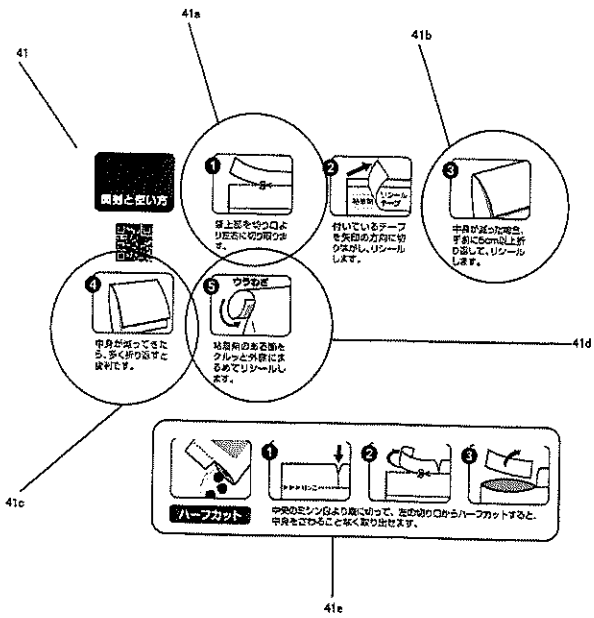 41a
41b
41
開封と使い方
1
袋上部を切り口よ
り左右に切り取りま
す。
2
粘着剤
リシール
テープ
付いているテープ
を矢印の方向に切
りながし、リシール
します。
3
中身が減った場合、
手前に5cm以上折
り返して、リシール
します。
4
中身が減ってきた
ら、多く折り返すと
便利です。
5
ウラわざ
粘着剤のある面を
クルッと外側にま
るめてリシールし
ます。
41d
41c
ハーフカット
1
2
3
中央のミシン目より縦に切って、左の切り口からハーフカットすると、
中身をさわることなく取り出せます。
41e